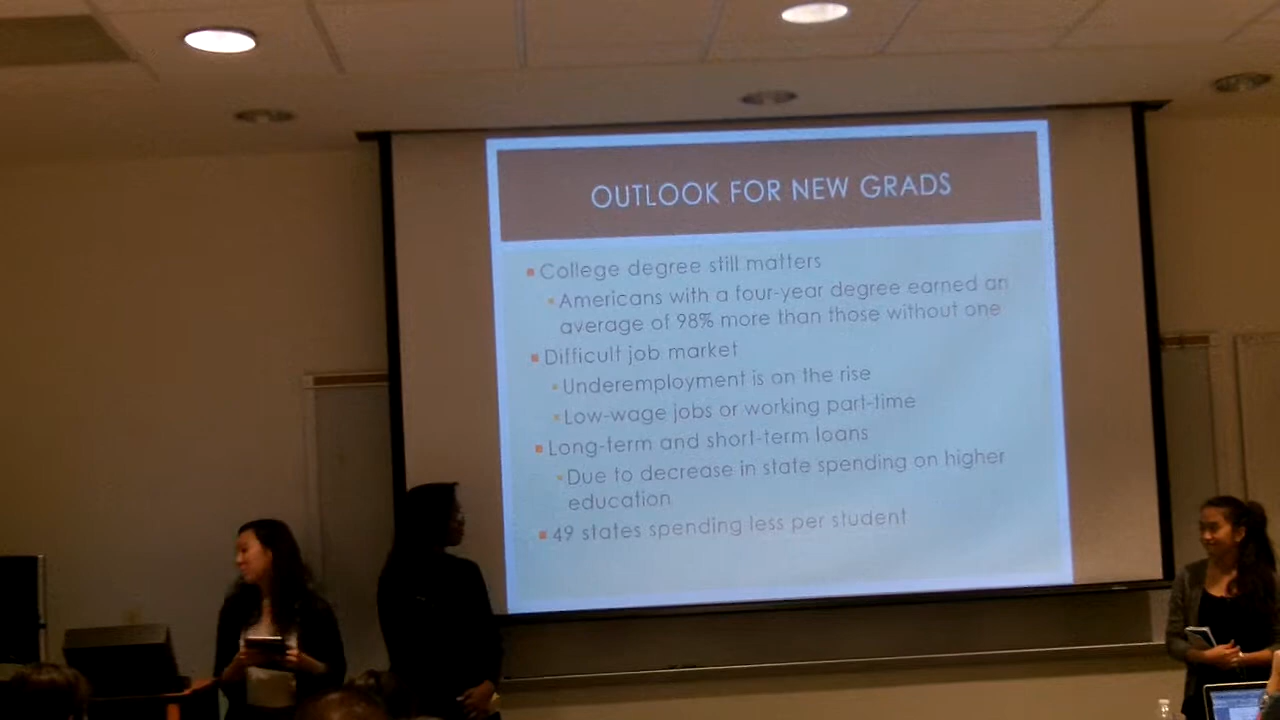 OUTLOOK FOR NEW GRADS
College degree still matters
Americans with a four-year degree earned an
average of 98% more than those without one
Difficult job market
Underemployment is on the rise
Low-wage jobs or working part-time
Long-term and short-term loans
Due to decrease in state spending on higher
education
49 states spending less per student